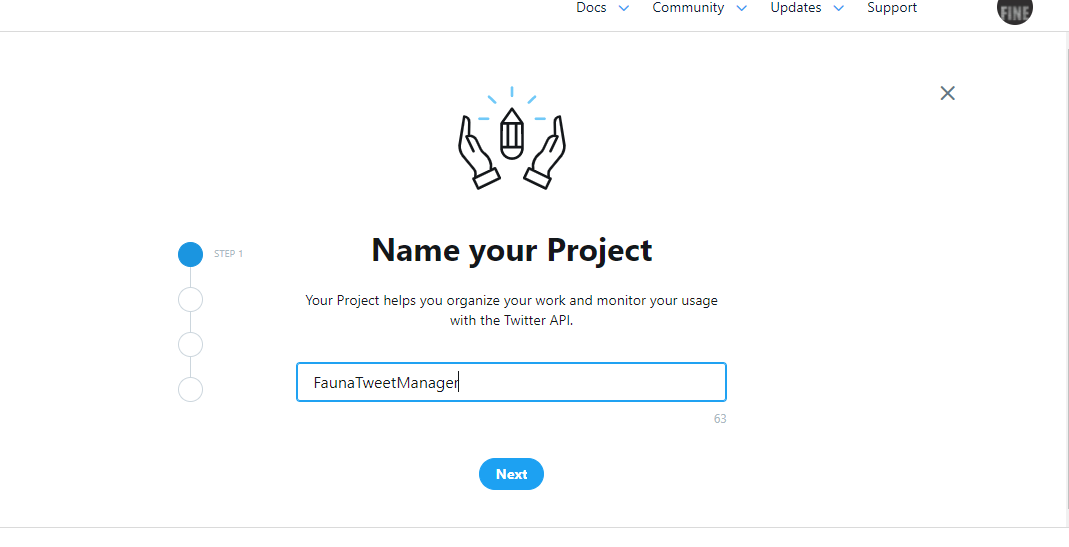 Docs Community Updates Support
FINE
STEP 1
Name your Project
Your Project helps you organize your work and monitor your usage
with the Twitter API.
FaunaTweetManager
63
Next